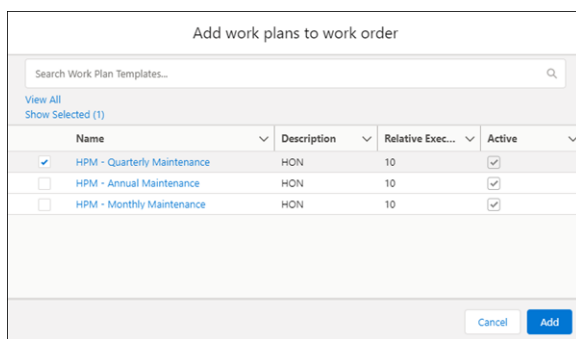 Add work plans to work order
Search Work Plan Templates...
View All
Show Selected (1)
Name Description Relative Exec... Active
HPM - Quarterly Maintenance HON 10
HPM - Annual Maintenance HON 10
HPM - Monthly Maintenance HON 10
Cancel Add